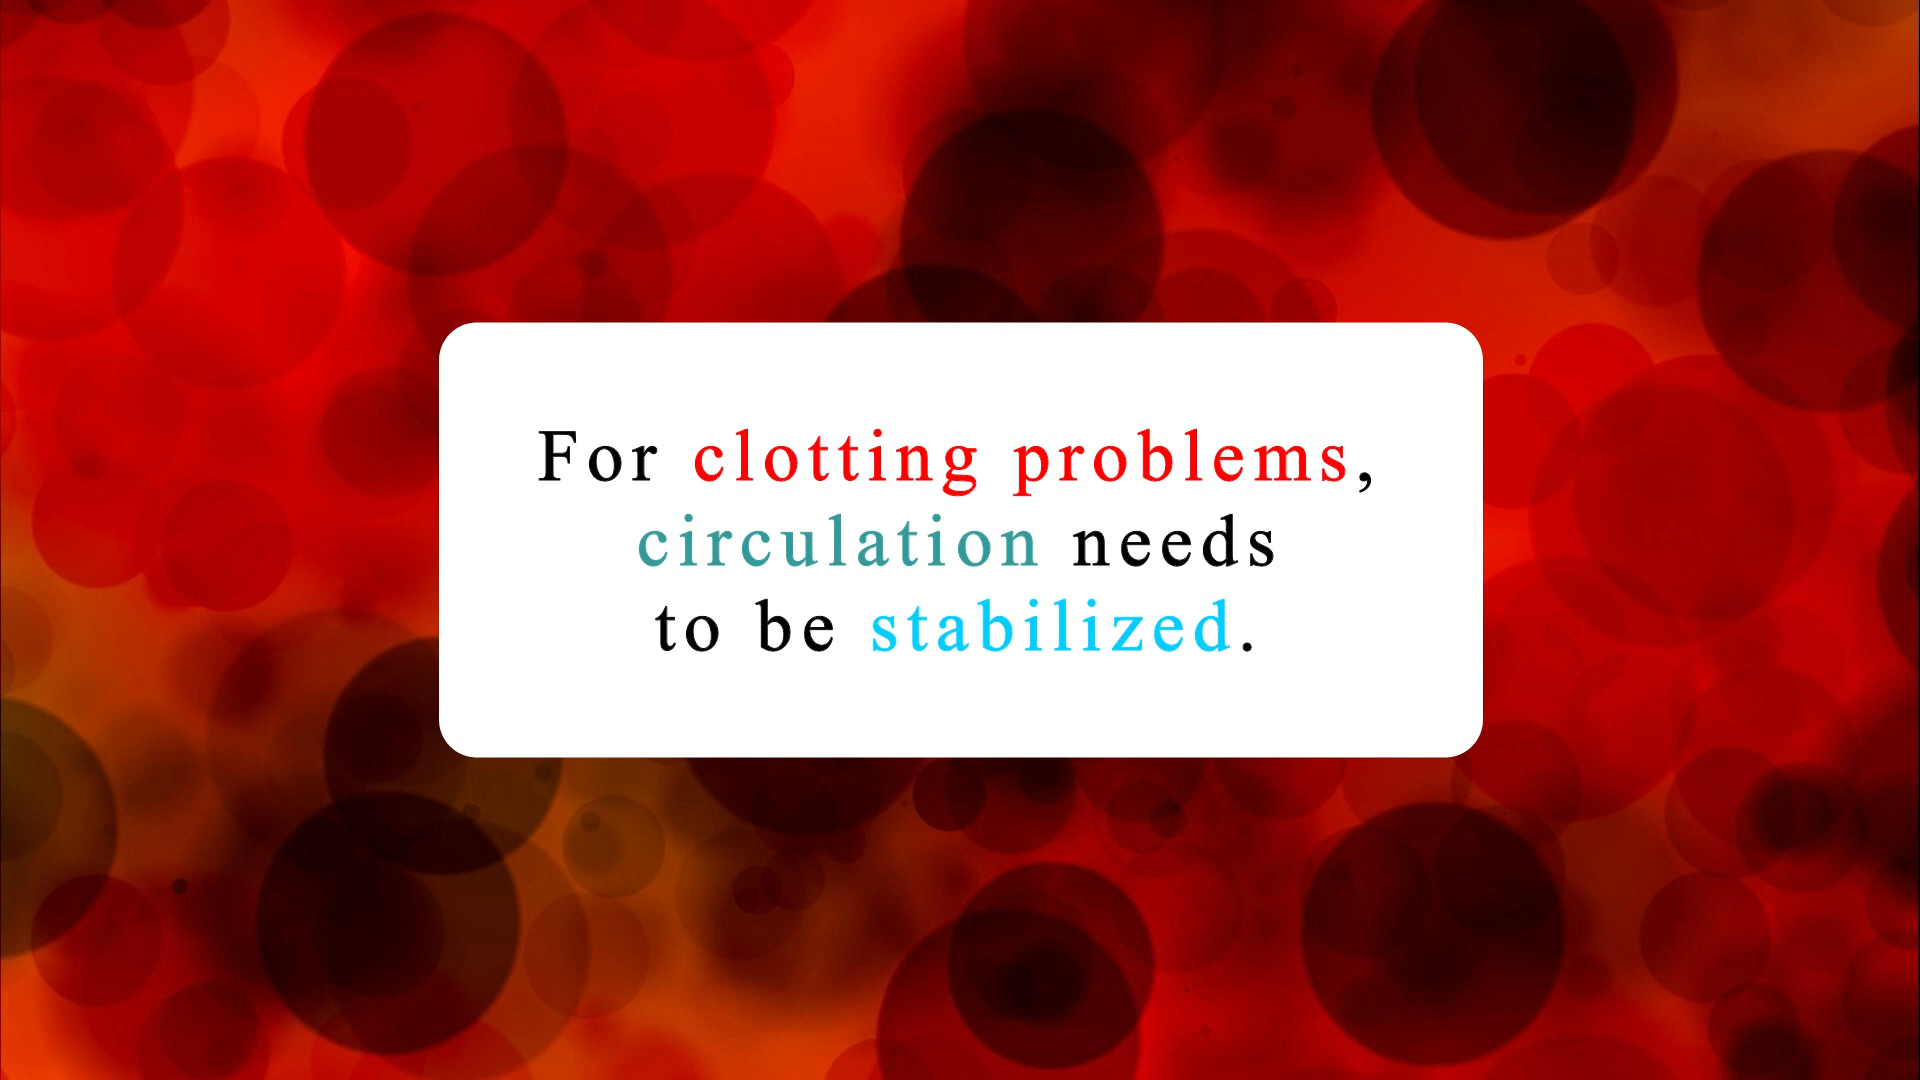 For clotting problems,
circulation needs
to be stabilized.